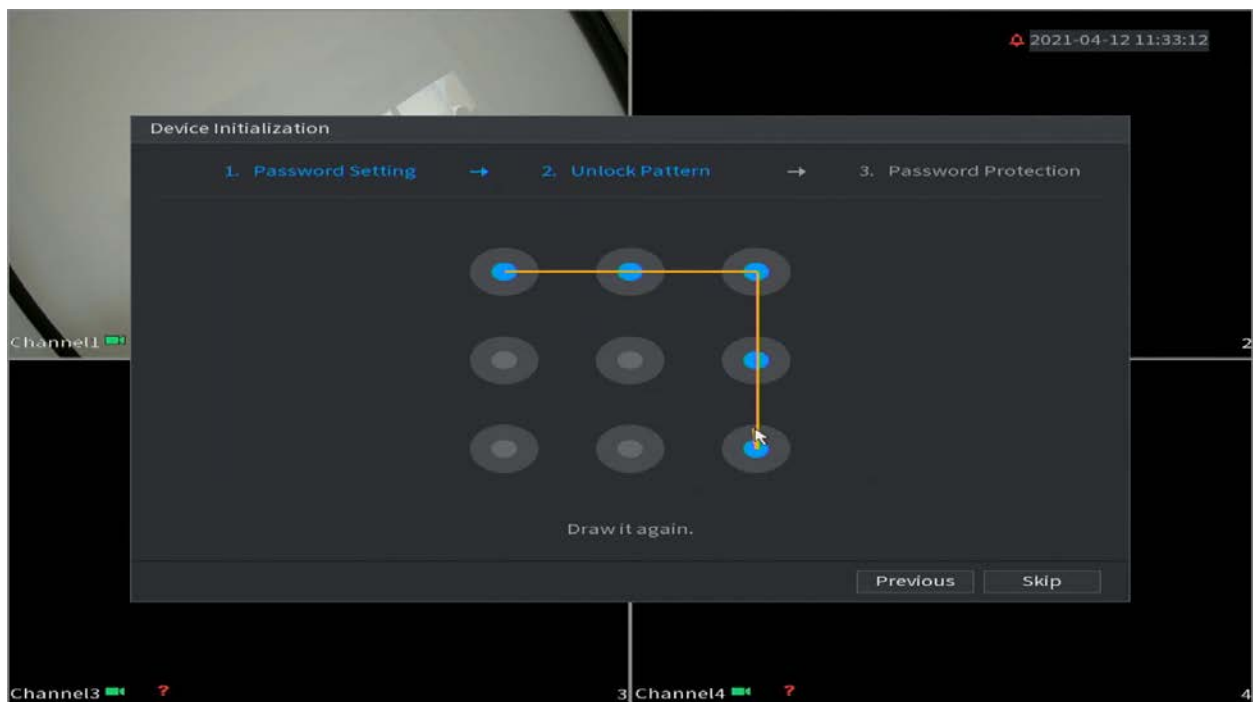 2021-04-12 11:33:12
Device Initialization
1. Password Setting → 2. Unlock Pattern → 3. Password Protection
Channel1
2
Draw it again.
Previous Skip
Channel3 ? 3
Channel4 ? 4